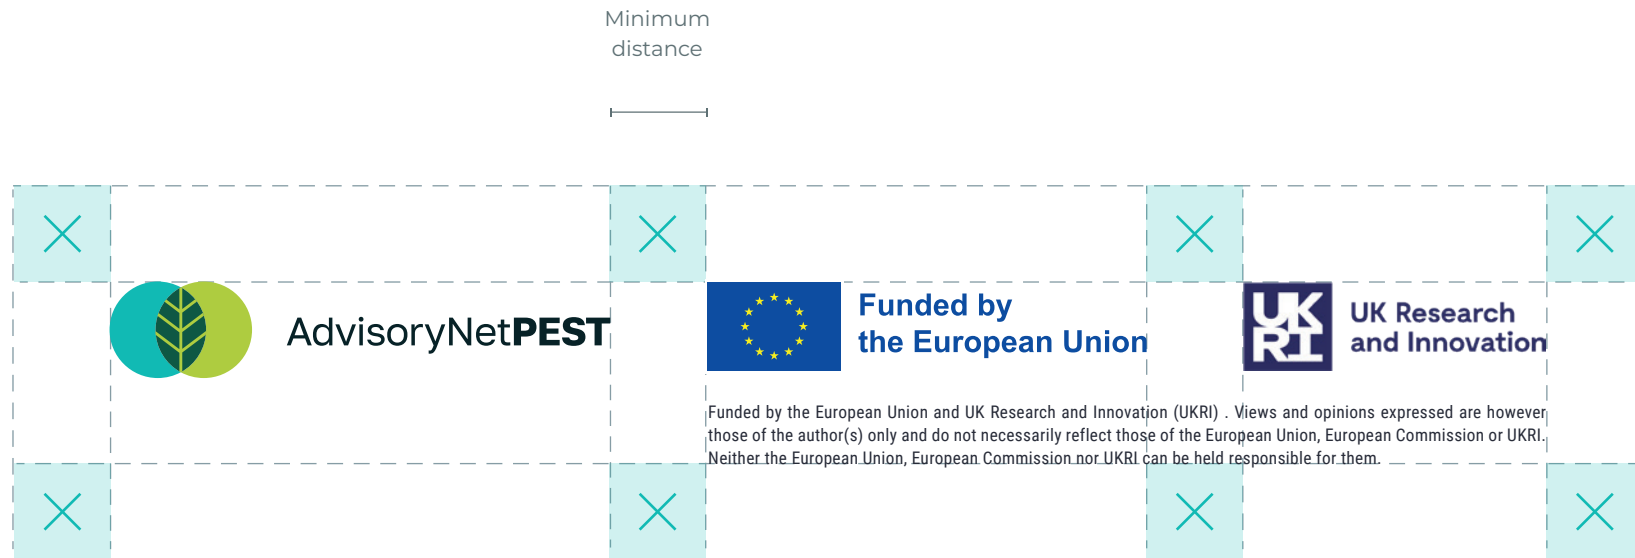 Minimum
distance
AdvisoryNetPEST
Funded by
the European Union
UK
RI
UK Research
and Innovation
Funded by the European Union and UK Research and Innovation (UKRI) . Views and opinions expressed are however
those of the author(s) only and do not necessarily reflect those of the European Union, European Commission or UKRI.
Neither the European Union, European Commission nor UKRI can be held responsible for them.